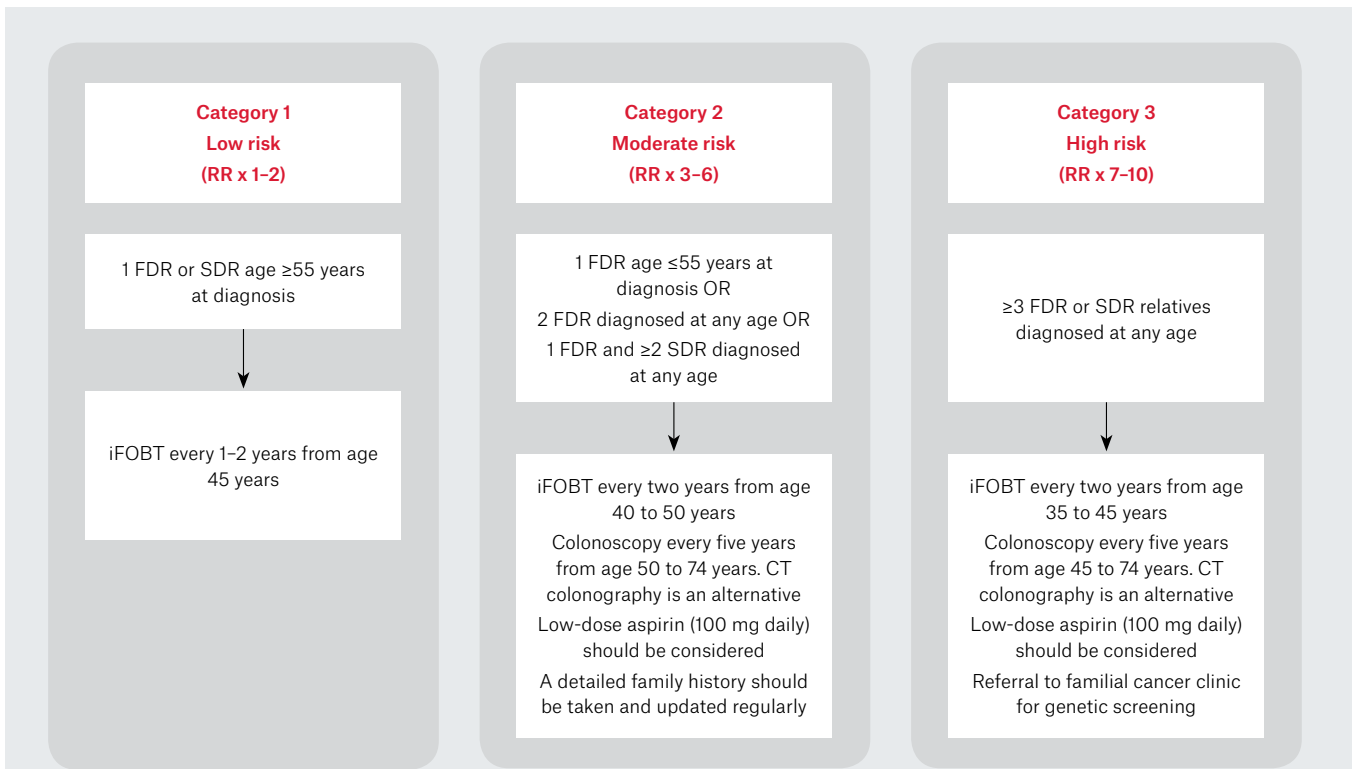 Category 1
Low risk
(RR x 1–2)
1 FDR or SDR age ≥55 years
at diagnosis
iFOBT every 1–2 years from age
45 years
Category 2
Moderate risk
(RR x 3–6)
1 FDR age ≤55 years at
diagnosis OR
2 FDR diagnosed at any age OR
1 FDR and ≥2 SDR diagnosed
at any age
iFOBT every two years from age
40 to 50 years
Colonoscopy every five years
from age 50 to 74 years. CT
colonography is an alternative
Low-dose aspirin (100 mg daily)
should be considered
A detailed family history should
be taken and updated regularly
Category 3
High risk
(RR x 7–10)
≥3 FDR or SDR relatives
diagnosed at any age
iFOBT every two years from age
35 to 45 years
Colonoscopy every five years
from age 45 to 74 years. CT
colonography is an alternative
Low-dose aspirin (100 mg daily)
should be considered
Referral to familial cancer clinic
for genetic screening